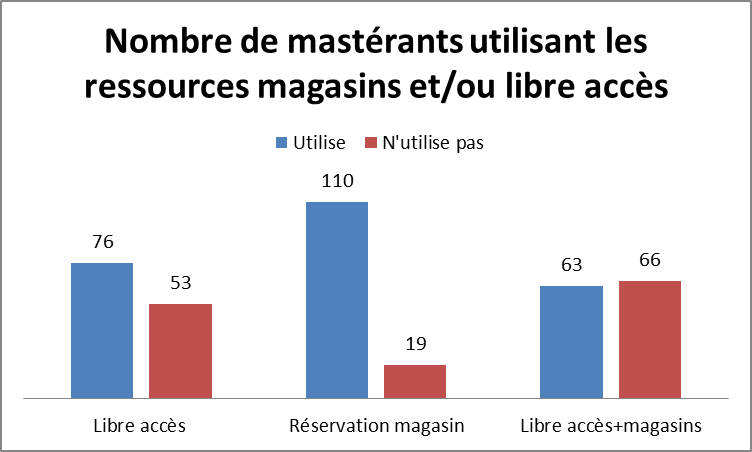 Nombre de mastérants utilisant les
ressources magasins et/ou libre accès
Utilise N'utilise pas
76 53 110 19 63 66
Libre accès Réservation magasin Libre accès+magasins